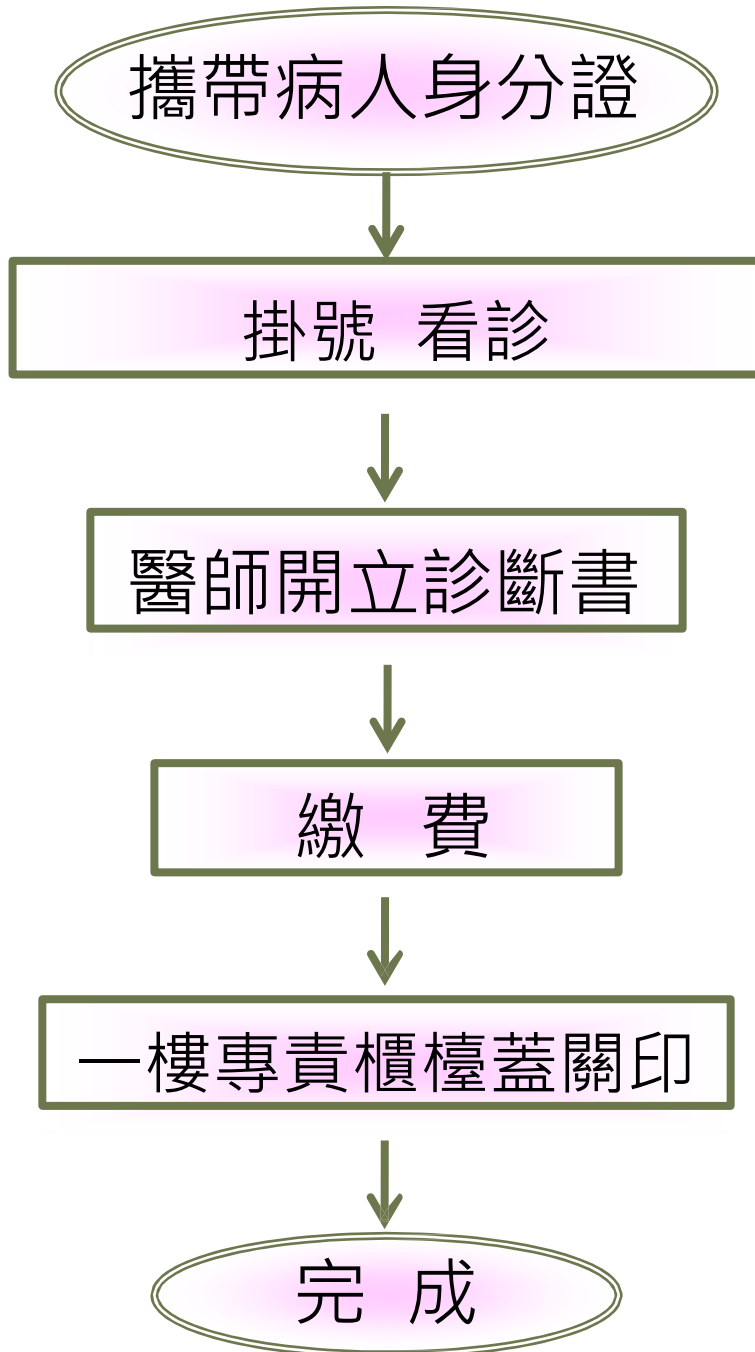 攜帶病人身分證
掛號 看診
醫師開立診斷書
繳 費
一樓專責櫃檯蓋關印
完 成